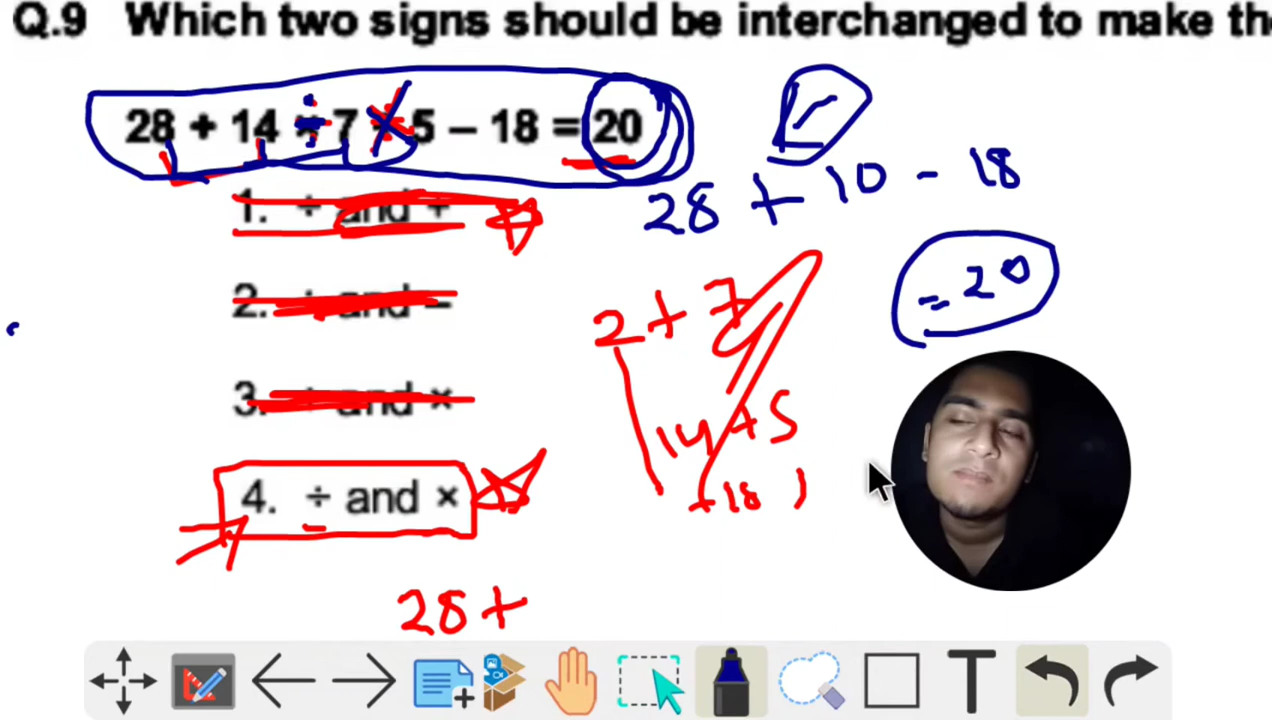 Q.9 Which two signs should be interchanged to make th
28 + 14 ÷ 7 5 – 18 = 20
28 + 10 - 18
= 20
1. ÷ and +
2. ÷ and –
3. ÷ and ×
4. ÷ and ×
2 + 7
14 + 5
+ 18
28 +
T